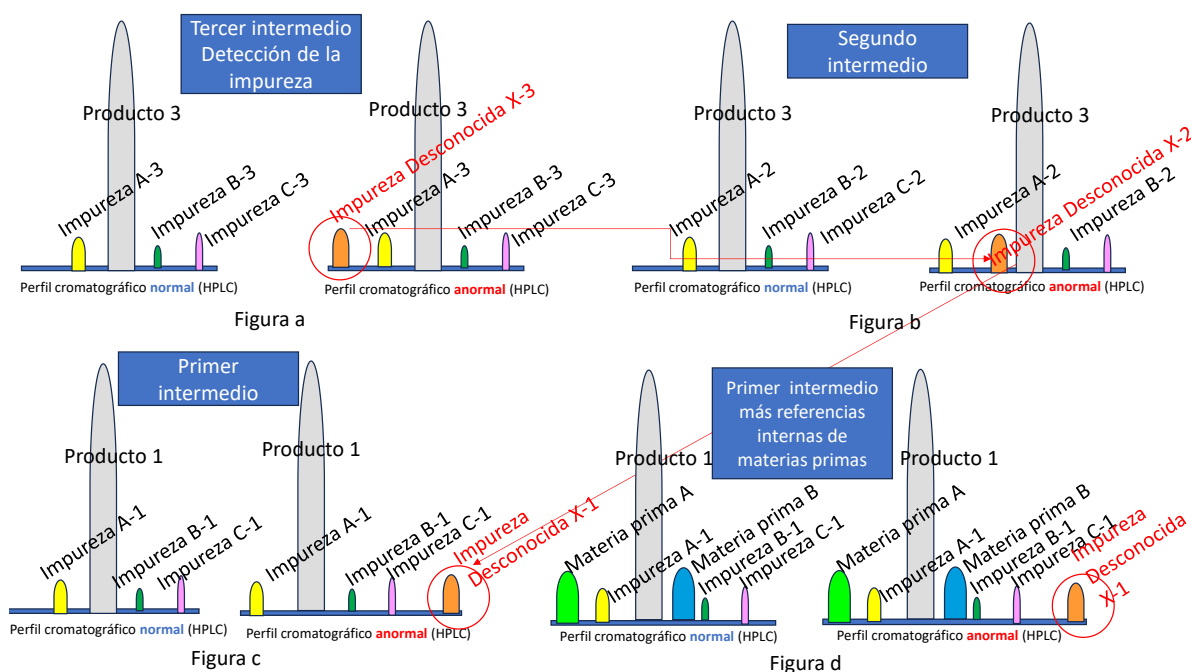 Tercer intermedio
Detección de la
impureza
Producto 3
Impureza A-3
Impureza B-3
Impureza C-3
Perfil cromatográfico normal (HPLC)
Producto 3
Impureza Desconocida X-3
Impureza A-3
Impureza B-3
Impureza C-3
Perfil cromatográfico anormal (HPLC)
Figura a
Segundo
intermedio
Producto 3
Impureza A-2
Impureza B-2
Impureza C-2
Perfil cromatográfico normal (HPLC)
Producto 3
Impureza A-2
Impureza Desconocida X-2
Impureza B-2
Perfil cromatográfico anormal (HPLC)
Figura b
Primer
intermedio
Producto 1
Impureza A-1
Impureza B-1
Impureza C-1
Perfil cromatográfico normal (HPLC)
Producto 1
Impureza A-1
Impureza B-1
Impureza C-1
Impureza
Desconocida X-1
Perfil cromatográfico anormal (HPLC)
Figura c
Primer intermedio
más referencias
internas de
materias primas
Producto 1
Materia prima A
Impureza A-1
Materia prima B
Impureza B-1
Impureza C-1
Perfil cromatográfico normal (HPLC)
Producto 1
Materia prima A
Impureza A-1
Materia prima B
Impureza B-1
Impureza C-1
Impureza
Desconocida
X-1
Perfil cromatográfico anormal (HPLC)
Figura d